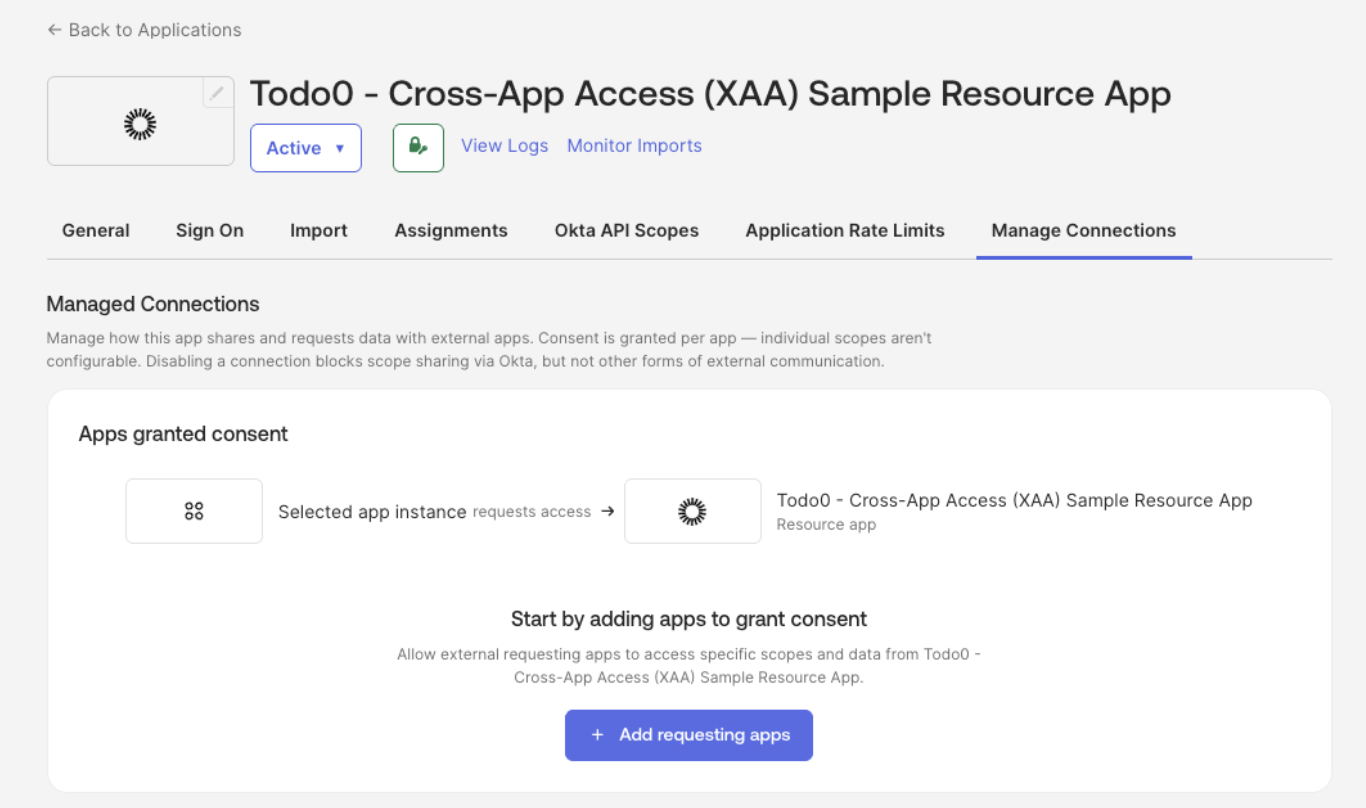 ← Back to Applications
Todo0 - Cross-App Access (XAA) Sample Resource App
Active ▼ View Logs Monitor Imports
General Sign On Import Assignments Okta API Scopes Application Rate Limits Manage Connections
Managed Connections
Manage how this app shares and requests data with external apps. Consent is granted per app — individual scopes aren't
configurable. Disabling a connection blocks scope sharing via Okta, but not other forms of external communication.
Apps granted consent
Selected app instance requests access → Todo0 - Cross-App Access (XAA) Sample Resource App
Resource app
Start by adding apps to grant consent
Allow external requesting apps to access specific scopes and data from Todo0 -
Cross-App Access (XAA) Sample Resource App.
+ Add requesting apps